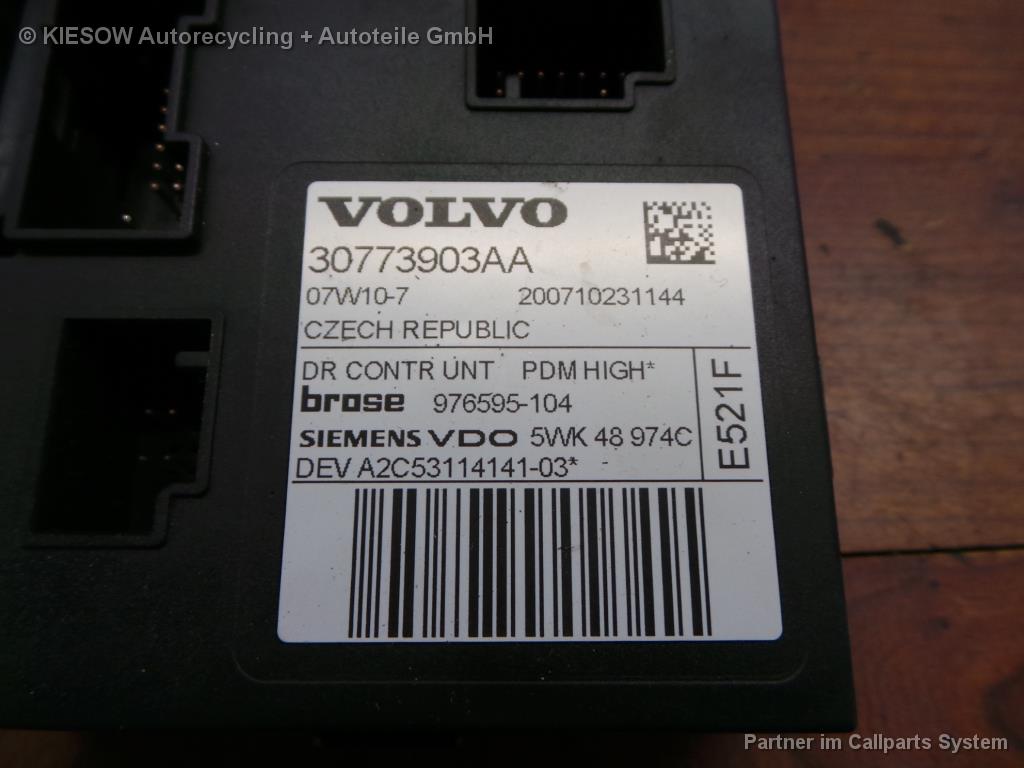 © KIESOW Autorecycling + Autoteile GmbH
VOLVO
30773903AA
07W10-7 200710231144
CZECH REPUBLIC
DR CONTR UNT PDM HIGH*
brose 976595-104
SIEMENS VDO 5WK 48 974C
DEV A2C53114141-03*
E521F
Partner im Callparts System